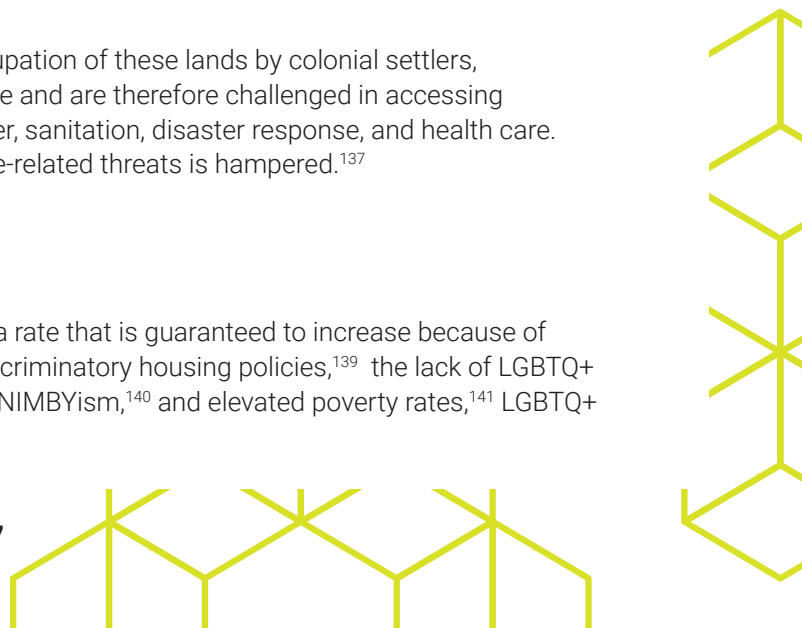 upation of these lands by colonial settlers,
e and are therefore challenged in accessing
er, sanitation, disaster response, and health care.
e-related threats is hampered.137
a rate that is guaranteed to increase because of
criminatory housing policies,139 the lack of LGBTQ+
NIMBYism,140 and elevated poverty rates,141 LGBTQ+